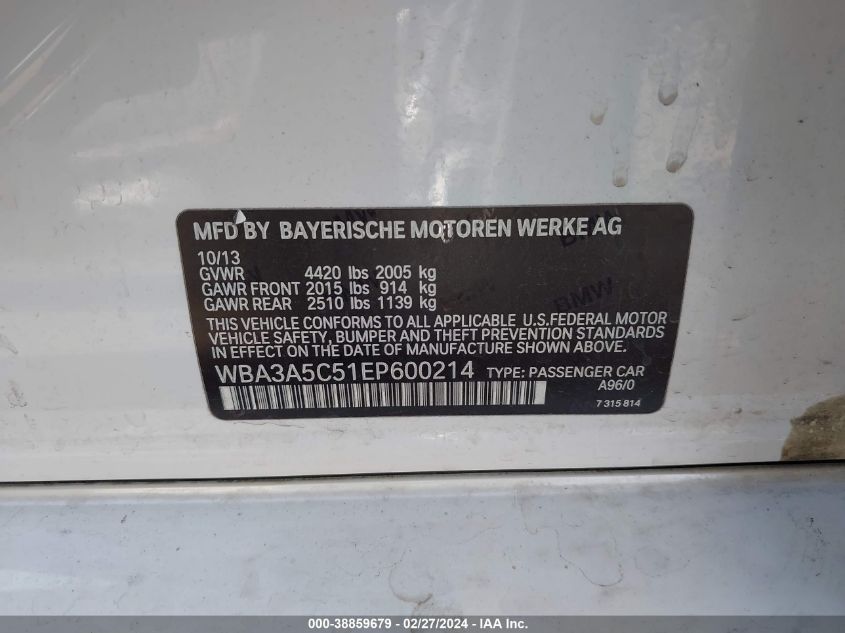 MFD BY BAYERISCHE MOTOREN WERKE AG
10/13
GVWR 4420 lbs 2005 kg
GAWR FRONT 2015 lbs 914 kg
GAWR REAR 2510 lbs 1139 kg
THIS VEHICLE CONFORMS TO ALL APPLICABLE U.S.FEDERAL MOTOR
VEHICLE SAFETY, BUMPER AND THEFT PREVENTION STANDARDS
IN EFFECT ON THE DATE OF MANUFACTURE SHOWN ABOVE.
WBA3A5C51EP600214 TYPE: PASSENGER CAR
A96/0
7 315 814
BMW
000-38859679 - 02/27/2024 - IAA Inc.